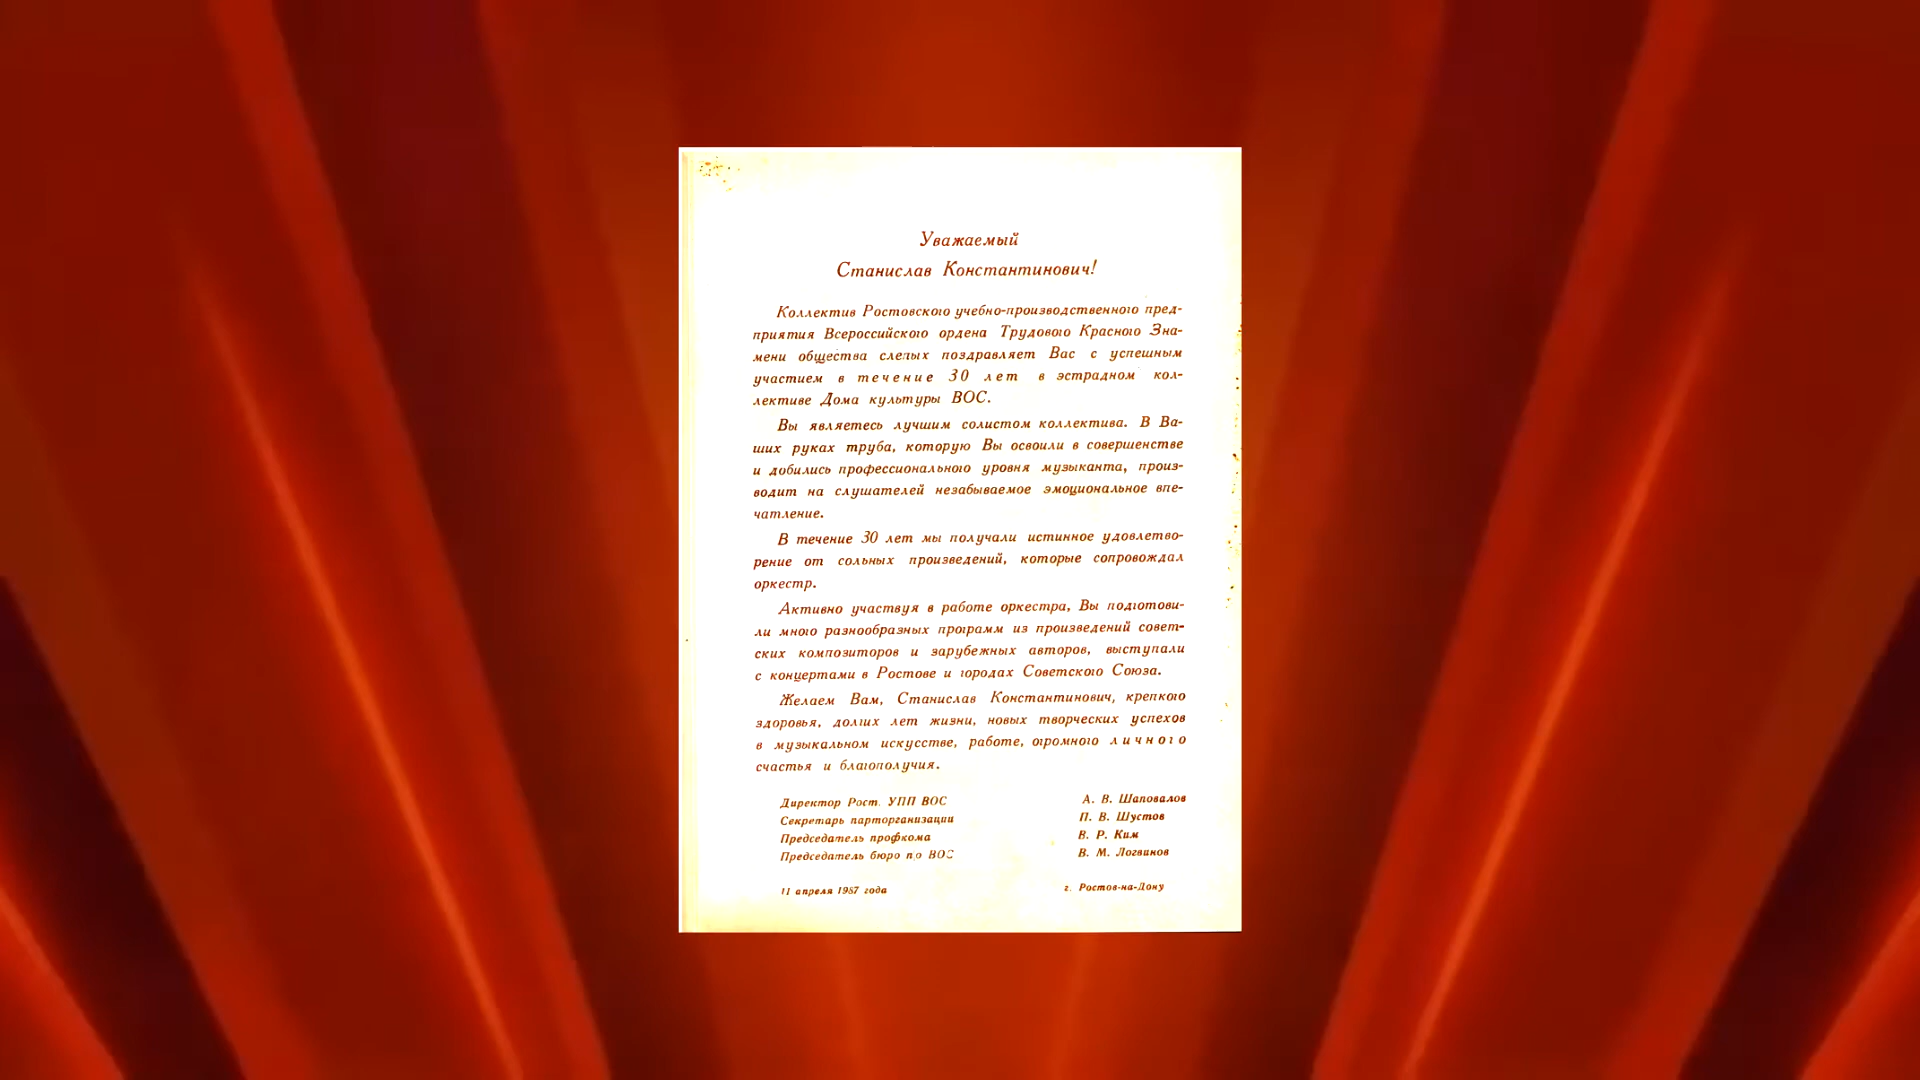 Уважаемый
Станислав Константинович!
Коллектив Ростовского учебно-производственного пред-
приятия Всероссийского ордена Трудового Красного Зна-
мени общества слепых поздравляет Вас с успешным
участием в течение 30 лет в эстрадном кол-
лективе Дома культуры ВОС.
Вы являетесь лучшим солистом коллектива. В Ва-
ших руках труба, которую Вы освоили в совершенстве
и добились профессионального уровня музыканта, произ-
водит на слушателей незабываемое эмоциональное впе-
чатление.
В течение 30 лет мы получали истинное удовлетво-
рение от сольных произведений, которые сопровождал
оркестр.
Активно участвуя в работе оркестра, Вы подготови-
ли много разнообразных программ из произведений совет-
ских композиторов и зарубежных авторов, выступали
с концертами в Ростове и городах Советского Союза.
Желаем Вам, Станислав Константинович, крепкого
здоровья, долгих лет жизни, новых творческих успехов
в музыкальном искусстве, работе, огромного личного
счастья и благополучия.
Директор Рост. УПП ВОС А. В. Шаповалов
Секретарь парторганизации П. В. Шустов
Председатель профкома В. Р. Ким
Председатель бюро п.о ВОС В. М. Логвинов
11 апреля 1987 года г. Ростов-на-Дону